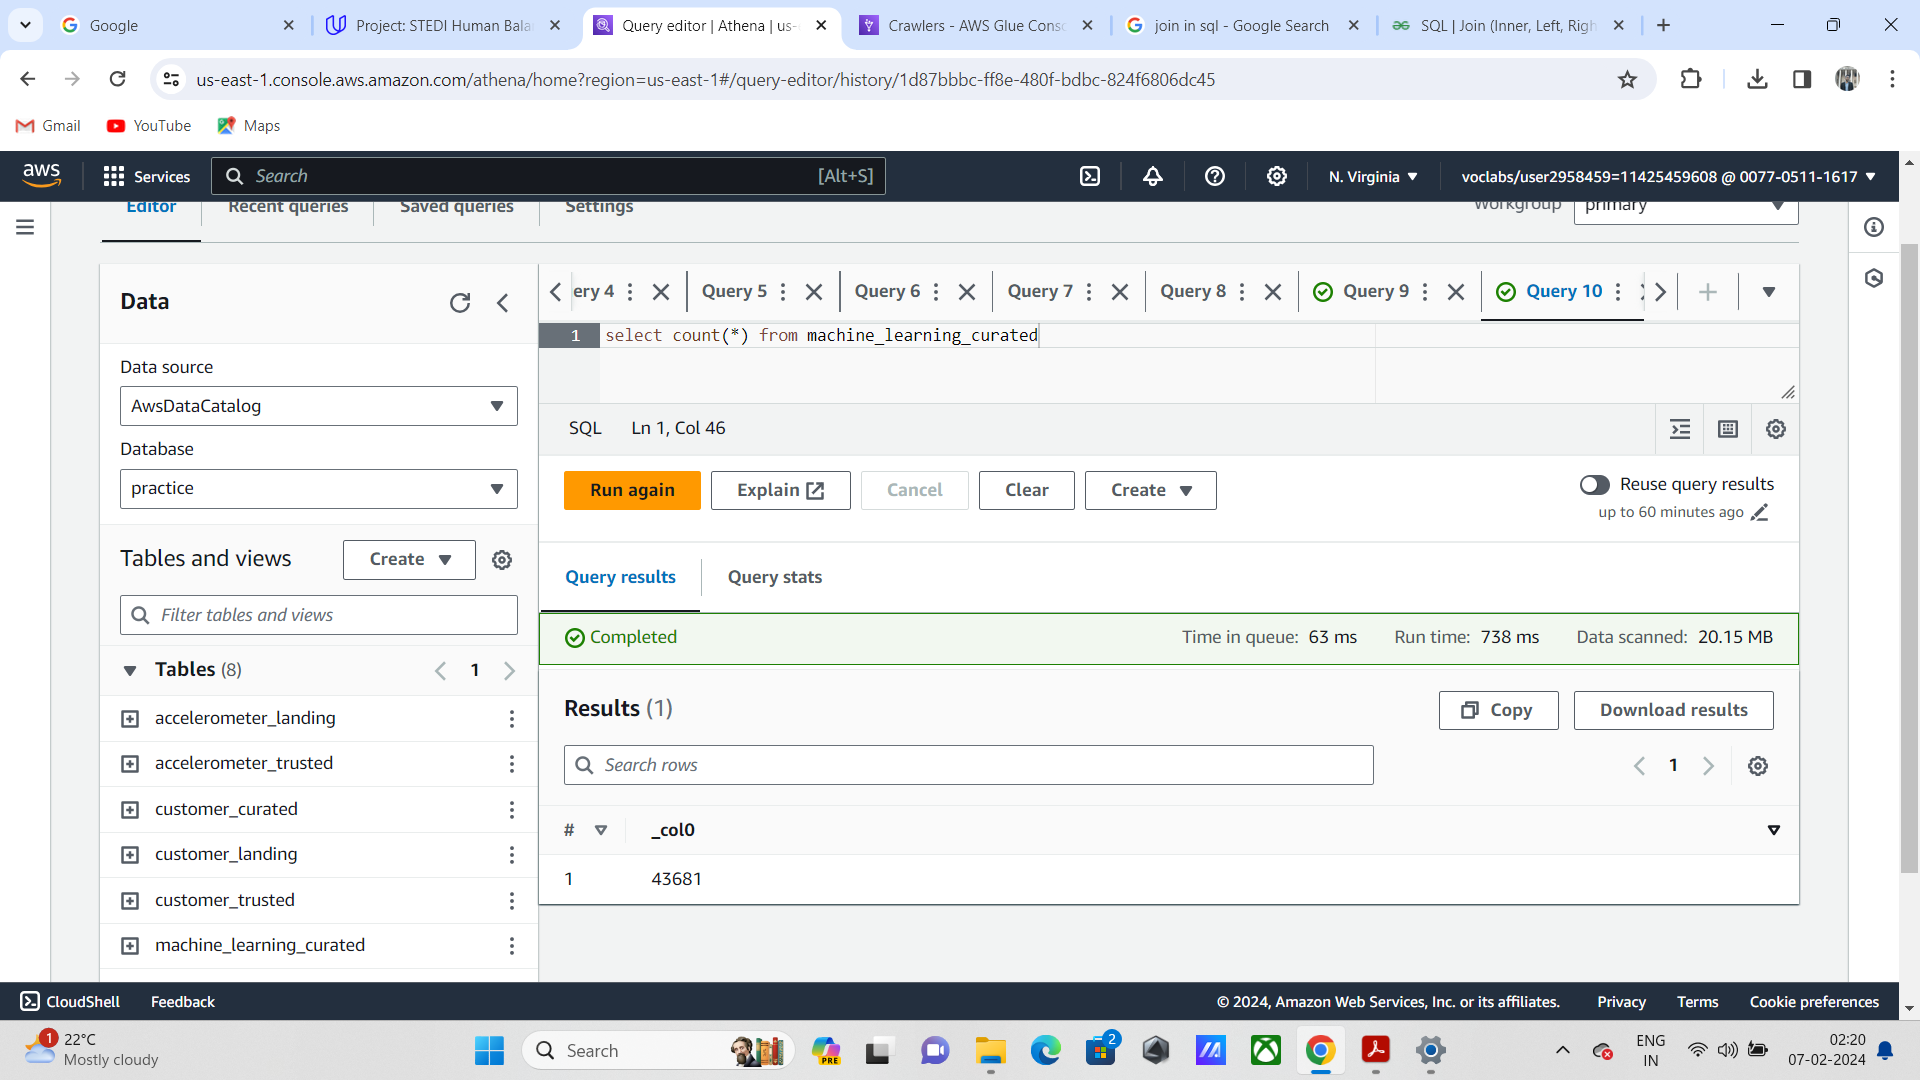 Google
Project: STEDI Human Bala
Query editor | Athena | us-
Crawlers - AWS Glue Conso
join in sql - Google Search
SQL | Join (Inner, Left, Righ
us-east-1.console.aws.amazon.com/athena/home?region=us-east-1#/query-editor/history/1d87bbbc-ff8e-480f-bdbc-824f6806dc45
Gmail
YouTube
Maps
aws
Services
Search
[Alt+S]
N. Virginia
voclabs/user2958459=11425459608 @ 0077-0511-1617
Editor
Recent queries
Saved queries
Settings
Workgroup
primary
Data
ery 4
Query 5
Query 6
Query 7
Query 8
Query 9
Query 10
1 select count(*) from machine_learning_curated
Data source
AwsDataCatalog
Database
practice
SQL Ln 1, Col 46
Run again
Explain
Cancel
Clear
Create
Reuse query results
up to 60 minutes ago
Tables and views
Create
Filter tables and views
Query results
Query stats
Completed
Time in queue: 63 ms
Run time: 738 ms
Data scanned: 20.15 MB
Tables (8)
1
accelerometer_landing
accelerometer_trusted
customer_curated
customer_landing
customer_trusted
machine_learning_curated
Results (1)
Copy
Download results
Search rows
1
# _col0
1 43681
CloudShell
Feedback
© 2024, Amazon Web Services, Inc. or its affiliates.
Privacy
Terms
Cookie preferences
1
22°C
Mostly cloudy
Search
PRE
2
ENG
IN
02:20
07-02-2024